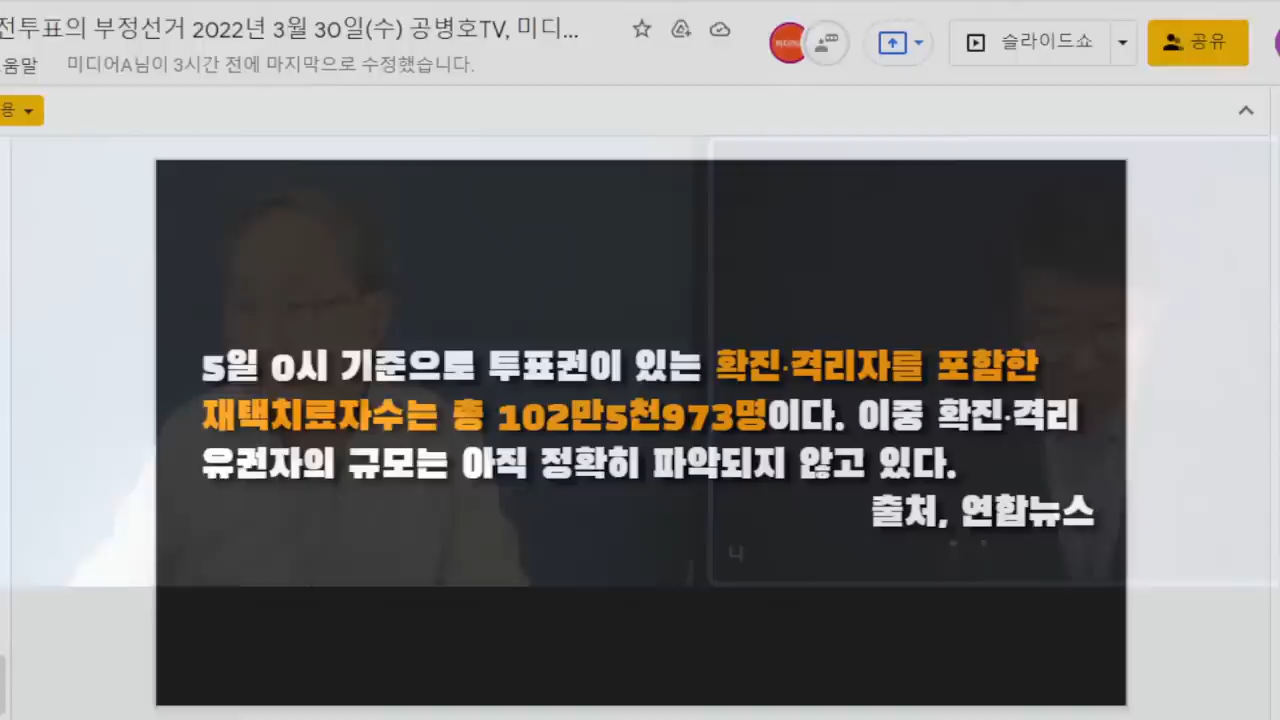 전투표의 부정선거 2022년 3월 30일(수) 공병호TV, 미디...
움말 미디어A님이 3시간 전에 마지막으로 수정했습니다.
슬라이드쇼
공유
용
5일 0시 기준으로 투표권이 있는 확진·격리자를 포함한
재택치료자수는 총 102만5천973명이다. 이중 확진·격리
유권자의 규모는 아직 정확히 파악되지 않고 있다.
출처, 연합뉴스
나